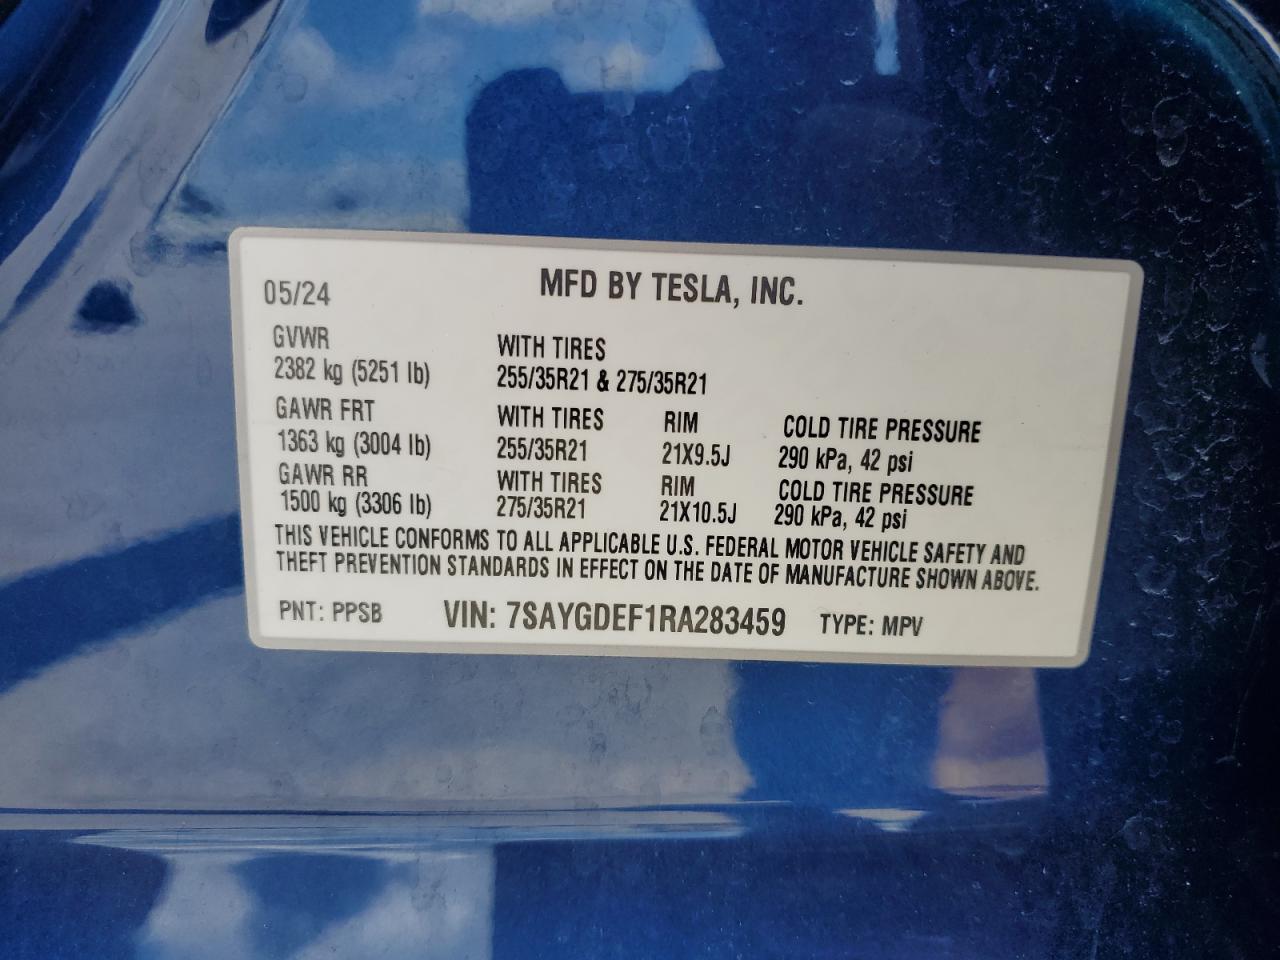 05/24 MFD BY TESLA, INC.
GVWR WITH TIRES
2382 kg (5251 lb) 255/35R21 & 275/35R21
GAWR FRT WITH TIRES RIM COLD TIRE PRESSURE
1363 kg (3004 lb) 255/35R21 21X9.5J 290 kPa, 42 psi
GAWR RR WITH TIRES RIM COLD TIRE PRESSURE
1500 kg (3306 lb) 275/35R21 21X10.5J 290 kPa, 42 psi
THIS VEHICLE CONFORMS TO ALL APPLICABLE U.S. FEDERAL MOTOR VEHICLE SAFETY AND
THEFT PREVENTION STANDARDS IN EFFECT ON THE DATE OF MANUFACTURE SHOWN ABOVE.
PNT: PPSB VIN: 7SAYGDEF1RA283459 TYPE: MPV